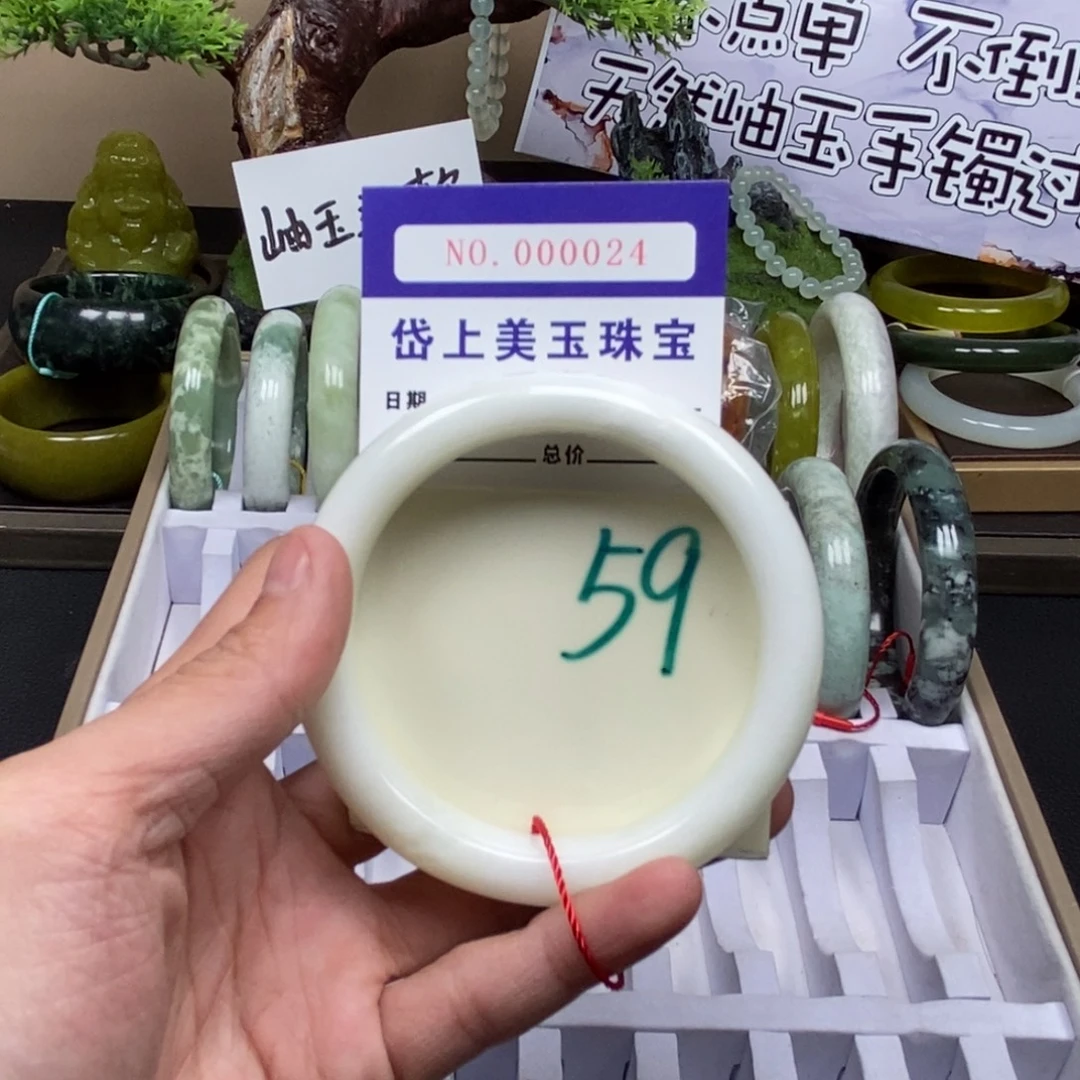 点单 不倒
天然岫玉手镯
岫玉
款
NO.000024
岱上美玉珠宝
日期
总价
59